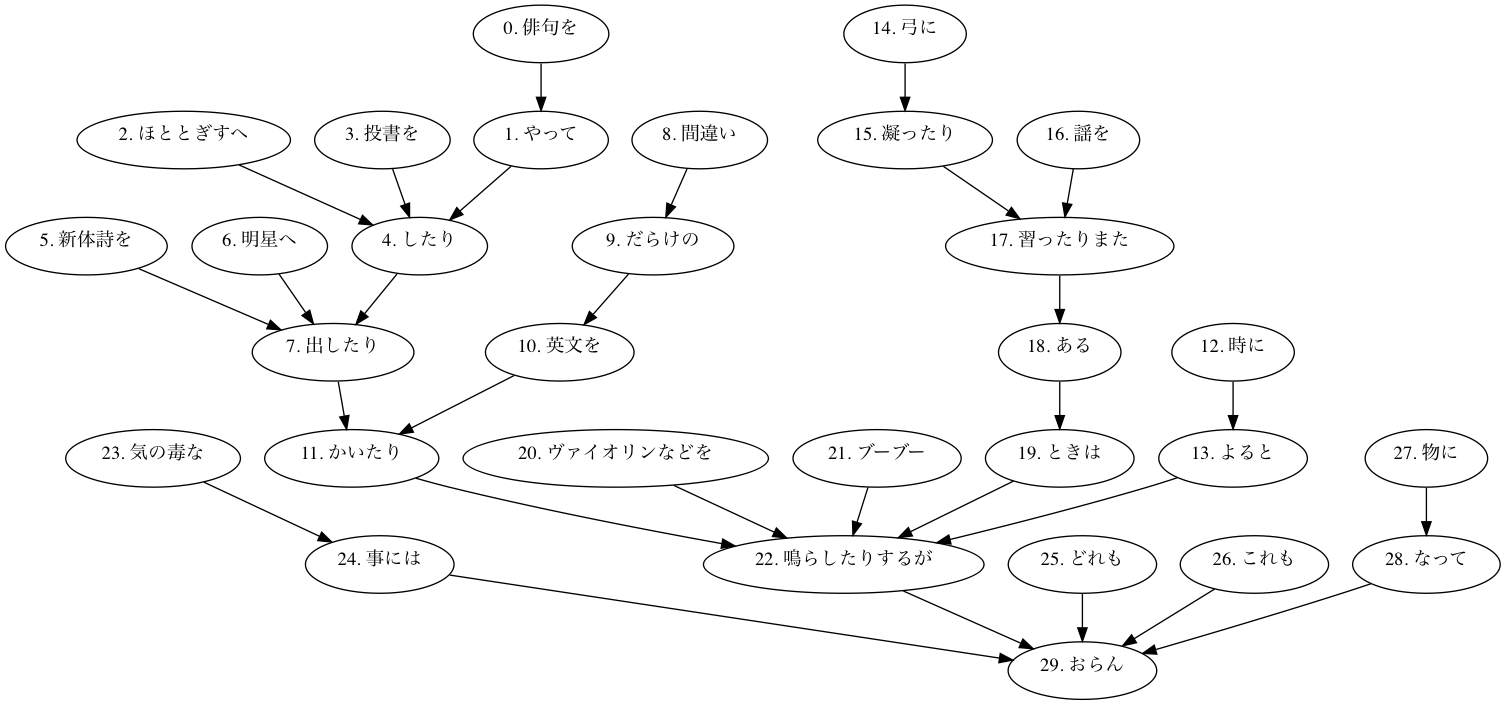 0. 俳句を
14. 弓に
2. ほととぎすへ
3. 投書を
1. やって
8. 間違い
15. 凝ったり
16. 謡を
5. 新体詩を
6. 明星へ
4. したり
9. だらけの
17. 習ったりまた
7. 出したり
10. 英文を
18. ある
12. 時に
23. 気の毒な
11. かいたり
20. ヴァイオリンなどを
21. ブーブー
19. ときは
13. よると
27. 物に
24. 事には
22. 鳴らしたりするが
25. どれも
26. これも
28. なって
29. おらん